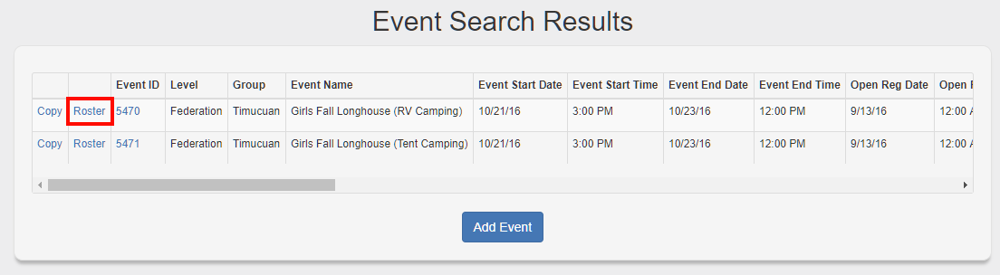 Event Search Results
Event ID Level Group Event Name Event Start Date Event Start Time Event End Date Event End Time Open Reg Date Open
Copy Roster 5470 Federation Timucuan Girls Fall Longhouse (RV Camping) 10/21/16 3:00 PM 10/23/16 12:00 PM 9/13/16 12:00
Copy Roster 5471 Federation Timucuan Girls Fall Longhouse (Tent Camping) 10/21/16 3:00 PM 10/23/16 12:00 PM 9/13/16 12:00
Add Event